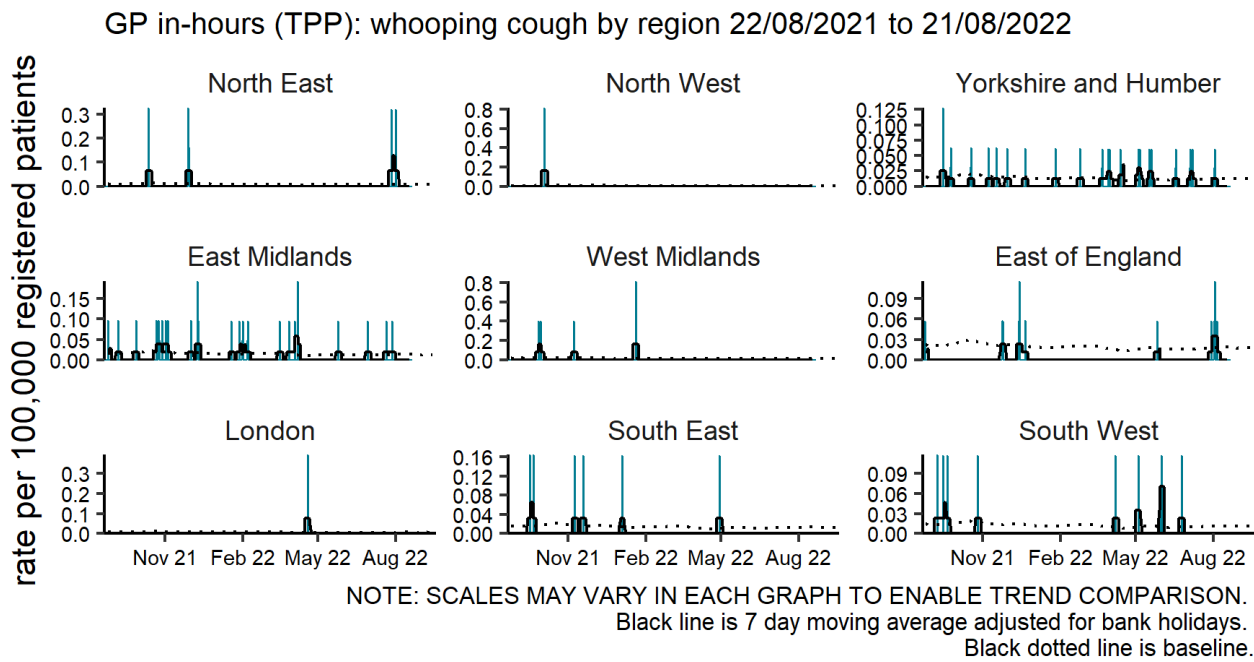 GP in-hours (TPP): whooping cough by region 22/08/2021 to 21/08/2022
rate per 100,000 registered patients
North East
0.3
0.2
0.1
0.0
North West
0.8
0.6
0.4
0.2
0.0
Yorkshire and Humber
0.125
0.100
0.075
0.050
0.025
0.000
East Midlands
0.15
0.10
0.05
0.00
West Midlands
0.8
0.6
0.4
0.2
0.0
East of England
0.09
0.06
0.03
0.00
London
0.3
0.2
0.1
0.0
Nov 21 Feb 22 May 22 Aug 22
South East
0.16
0.12
0.08
0.04
0.00
Nov 21 Feb 22 May 22 Aug 22
South West
0.09
0.06
0.03
0.00
Nov 21 Feb 22 May 22 Aug 22
NOTE: SCALES MAY VARY IN EACH GRAPH TO ENABLE TREND COMPARISON.
Black line is 7 day moving average adjusted for bank holidays.
Black dotted line is baseline.